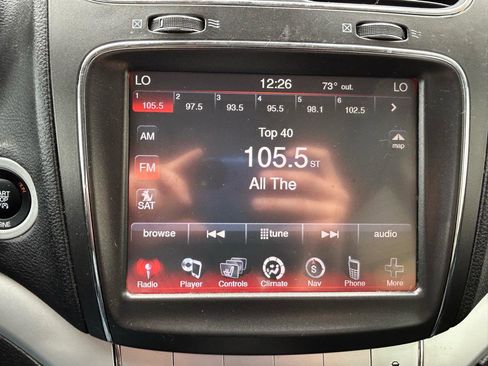 LO 12:26 73° out. LO
1 2 3 4 5 6
105.5 97.5 93.5 95.5 98.1 102.5
AM Top 40 map
FM 105.5 ST
SAT All The
browse tune audio
Radio Player Controls Climate Nav Phone More
START